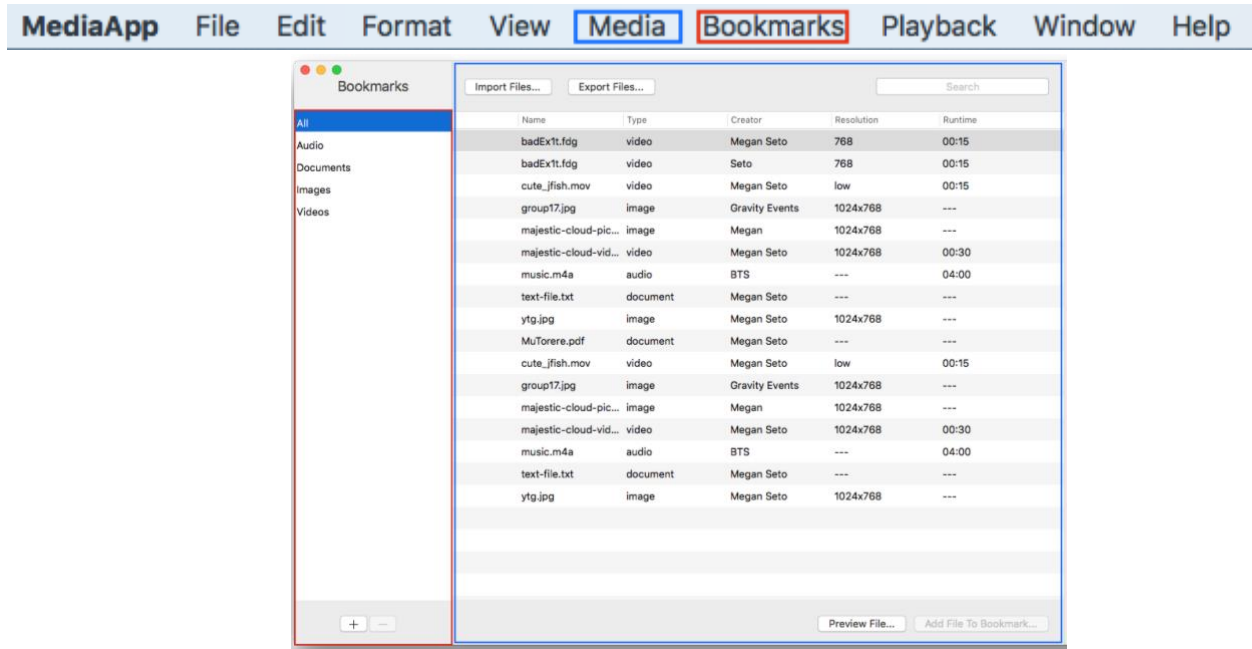 MediaApp File Edit Format View Media Bookmarks Playback Window Help
Bookmarks
Import Files... Export Files... Search
All
Audio
Documents
Images
Videos
Name Type Creator Resolution Runtime
badEx1t.fdg video Megan Seto 768 00:15
badEx1t.fdg video Seto 768 00:15
cute_jfish.mov video Megan Seto low 00:15
group17.jpg image Gravity Events 1024x768 ---
majestic-cloud-pic... image Megan 1024x768 ---
majestic-cloud-vid... video Megan Seto 1024x768 00:30
music.m4a audio BTS --- 04:00
text-file.txt document Megan Seto --- ---
ytg.jpg image Megan Seto 1024x768 ---
MuTorere.pdf document Megan Seto --- ---
cute_jfish.mov video Megan Seto low 00:15
group17.jpg image Gravity Events 1024x768 ---
majestic-cloud-pic... image Megan 1024x768 ---
majestic-cloud-vid... video Megan Seto 1024x768 00:30
music.m4a audio BTS --- 04:00
text-file.txt document Megan Seto --- ---
ytg.jpg image Megan Seto 1024x768 ---
+ − Preview File... Add File To Bookmark...